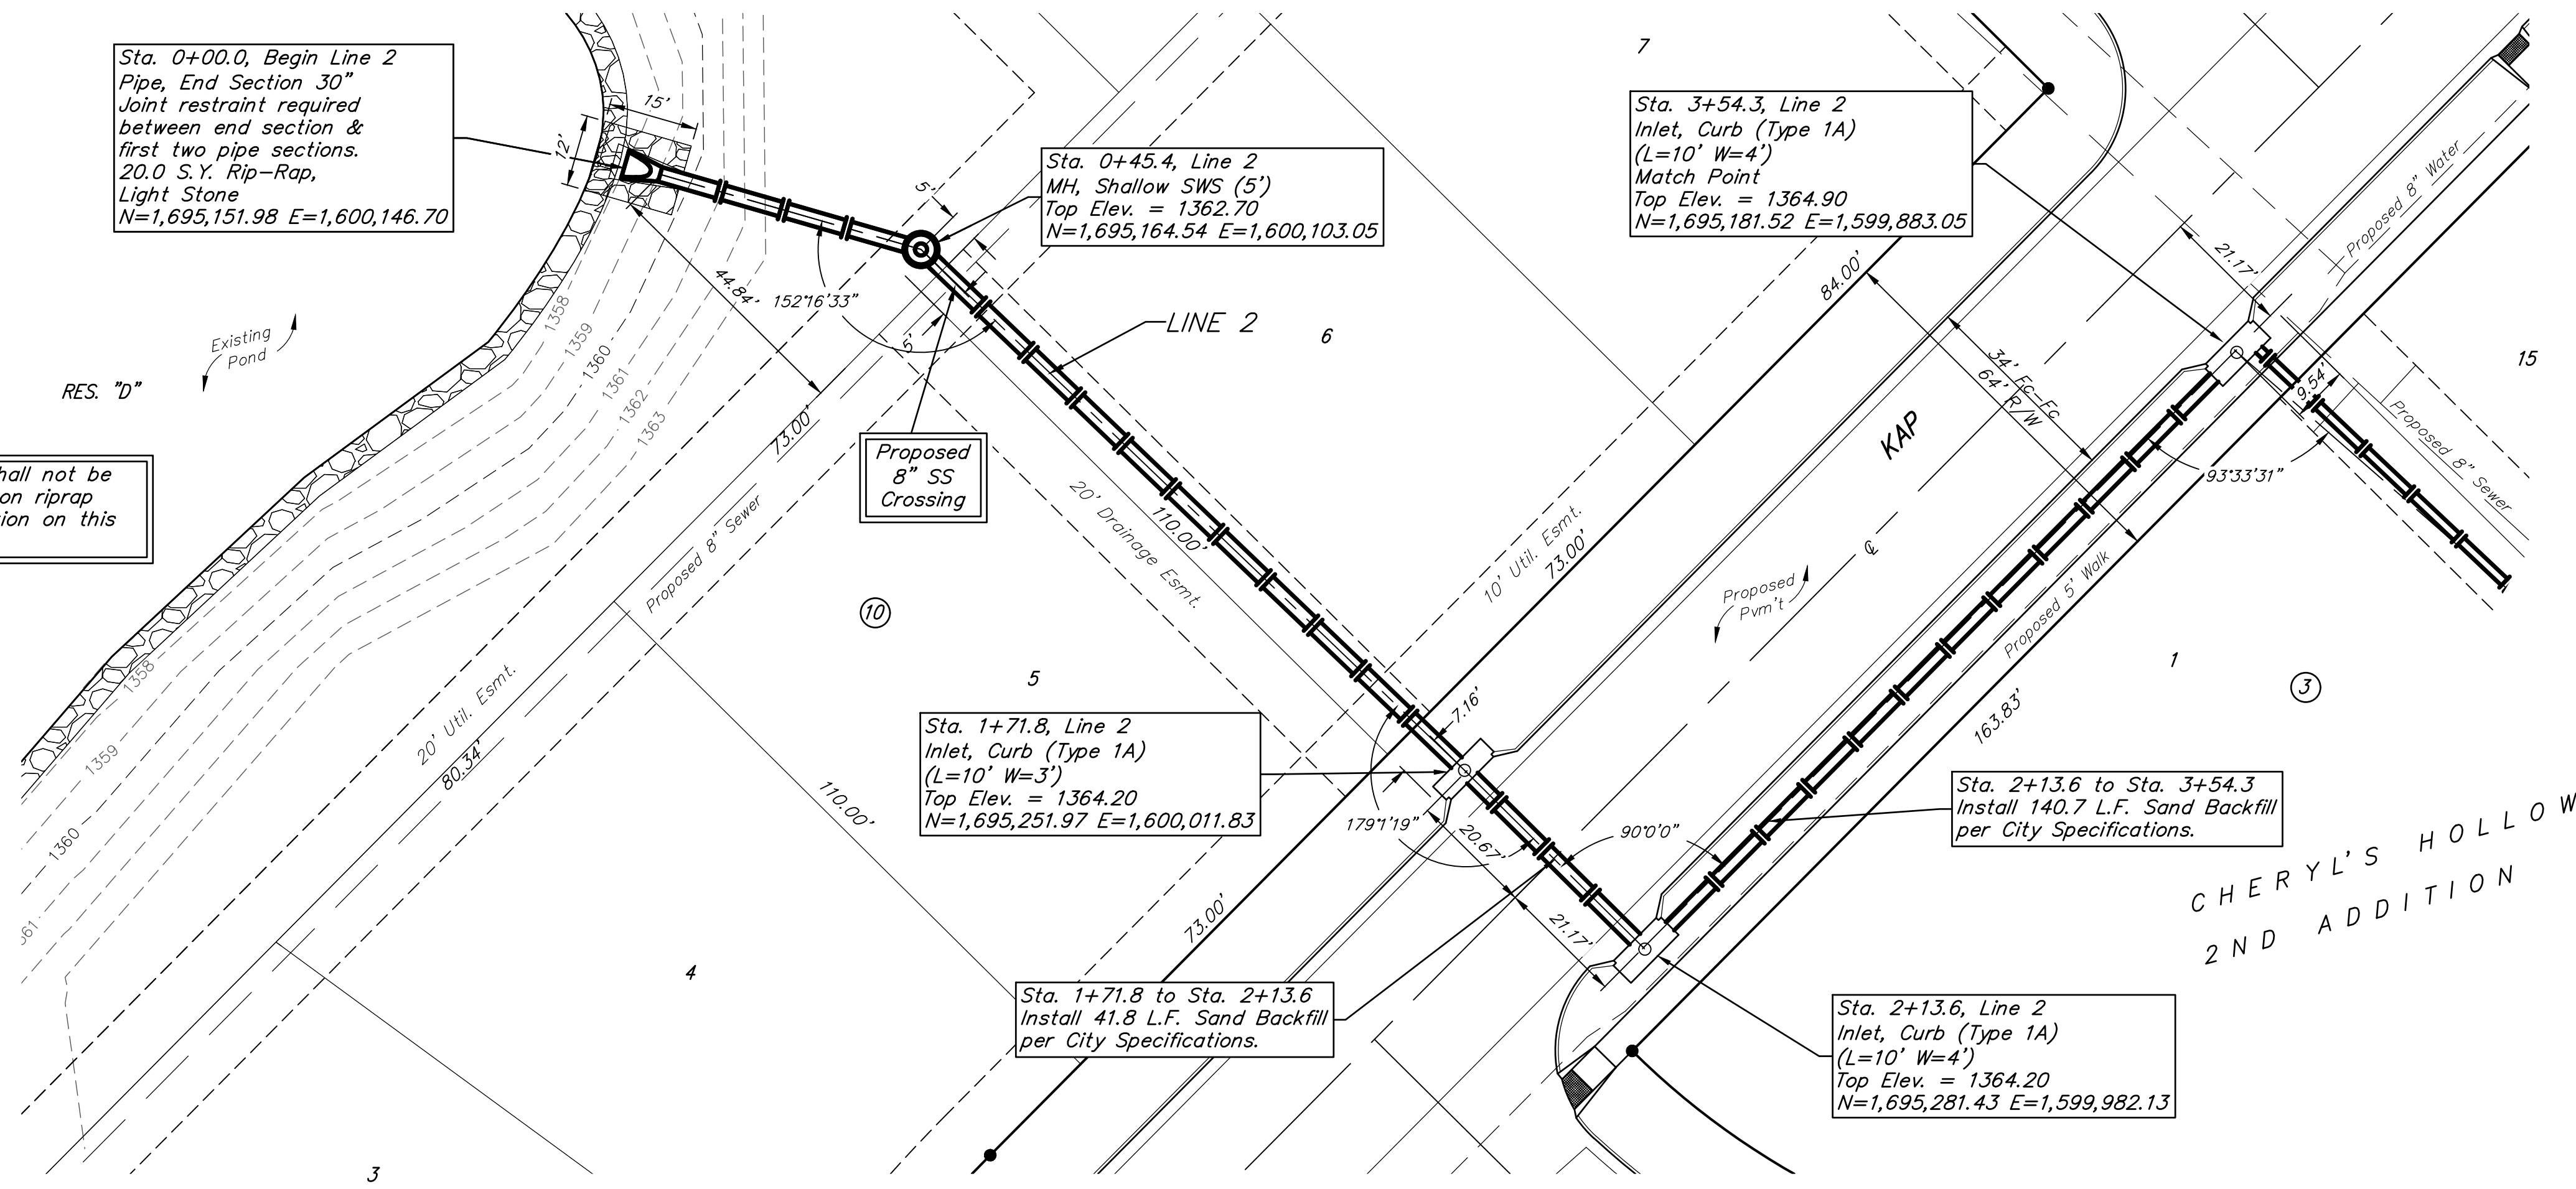 Sta. 0+00.0, Begin Line 2
Pipe, End Section 30"
Joint restraint required
between end section &
first two pipe sections.
20.0 S.Y. Rip-Rap,
Light Stone
N=1,695,151.98 E=1,600,146.70
15'
12'
Sta. 0+45.4, Line 2
MH, Shallow SWS (5')
Top Elev. = 1362.70
N=1,695,164.54 E=1,600,103.05
7
Sta. 3+54.3, Line 2
Inlet, Curb (Type 1A)
(L=10' W=4')
Match Point
Top Elev. = 1364.90
N=1,695,181.52 E=1,599,883.05
Proposed 8" Water
21.17'
5'
44.84'
152°16'33"
5'
LINE 2
6
84.00'
34' Fc-Fc
64' R/W
KAP
9.54'
15
Proposed 8" Sewer
93°33'31"
Existing
Pond
RES. "D"
1358
1359
1360
1361
1362
1363
73.00'
Proposed
8" SS
Crossing
hall not be
on riprap
tion on this
20' Drainage Esmt.
110.00'
10' Util. Esmt.
73.00'
℄
Proposed
Pvm't
Proposed 5' Walk
Proposed 8" Sewer
10
5
1
3
163.83'
7.16'
1358
1359
1360
361
20' Util. Esmt.
80.34'
110.00'
Sta. 1+71.8, Line 2
Inlet, Curb (Type 1A)
(L=10' W=3')
Top Elev. = 1364.20
N=1,695,251.97 E=1,600,011.83
179°1'19"
20.67'
90°0'0"
21.17'
73.00'
Sta. 2+13.6 to Sta. 3+54.3
Install 140.7 L.F. Sand Backfill
per City Specifications.
CHERYL'S HOLLOW
2ND ADDITION
4
Sta. 1+71.8 to Sta. 2+13.6
Install 41.8 L.F. Sand Backfill
per City Specifications.
Sta. 2+13.6, Line 2
Inlet, Curb (Type 1A)
(L=10' W=4')
Top Elev. = 1364.20
N=1,695,281.43 E=1,599,982.13
3